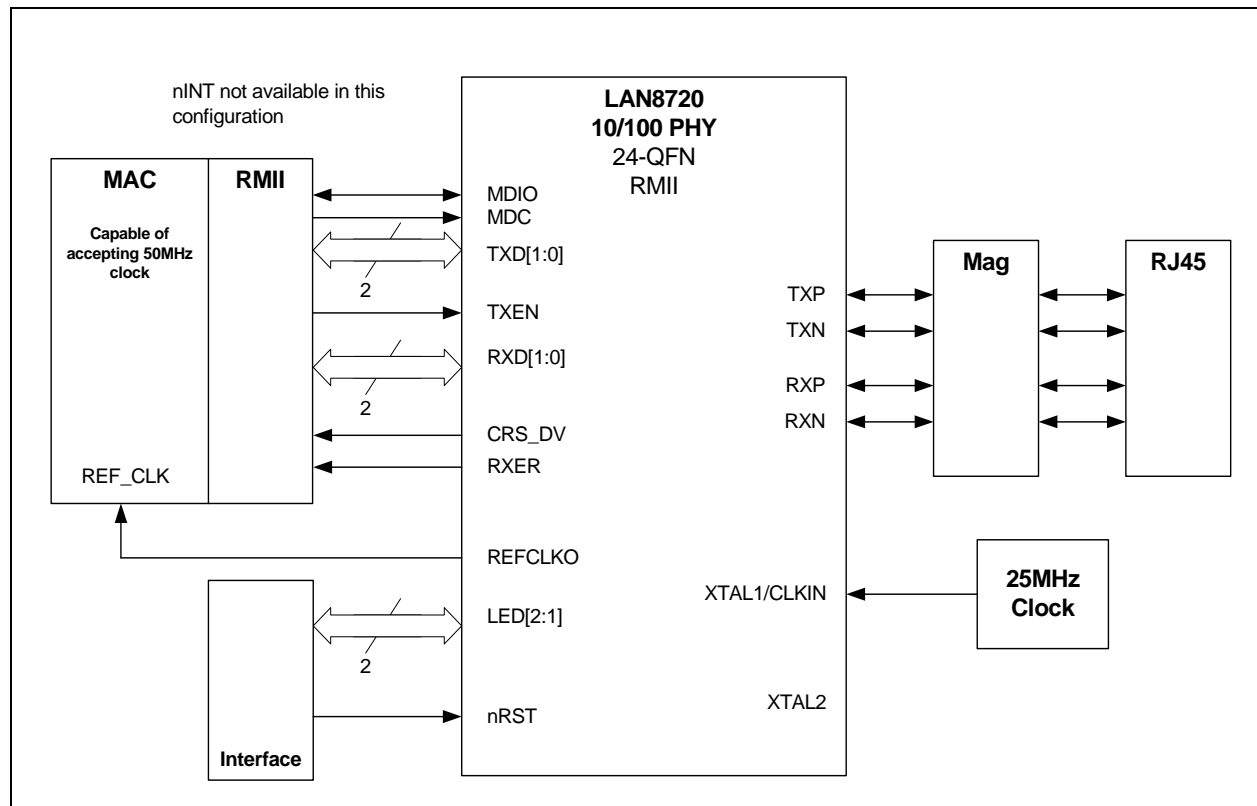 nINT not available in this
configuration
LAN8720
10/100 PHY
24-QFN
RMII
MAC
RMII
Capable of
accepting 50MHz
clock
REF_CLK
MDIO
MDC
TXD[1:0]
2
TXEN
RXD[1:0]
2
CRS_DV
RXER
REFCLKO
LED[2:1]
2
nRST
Interface
TXP
TXN
RXP
RXN
Mag
RJ45
XTAL1/CLKIN
25MHz
Clock
XTAL2